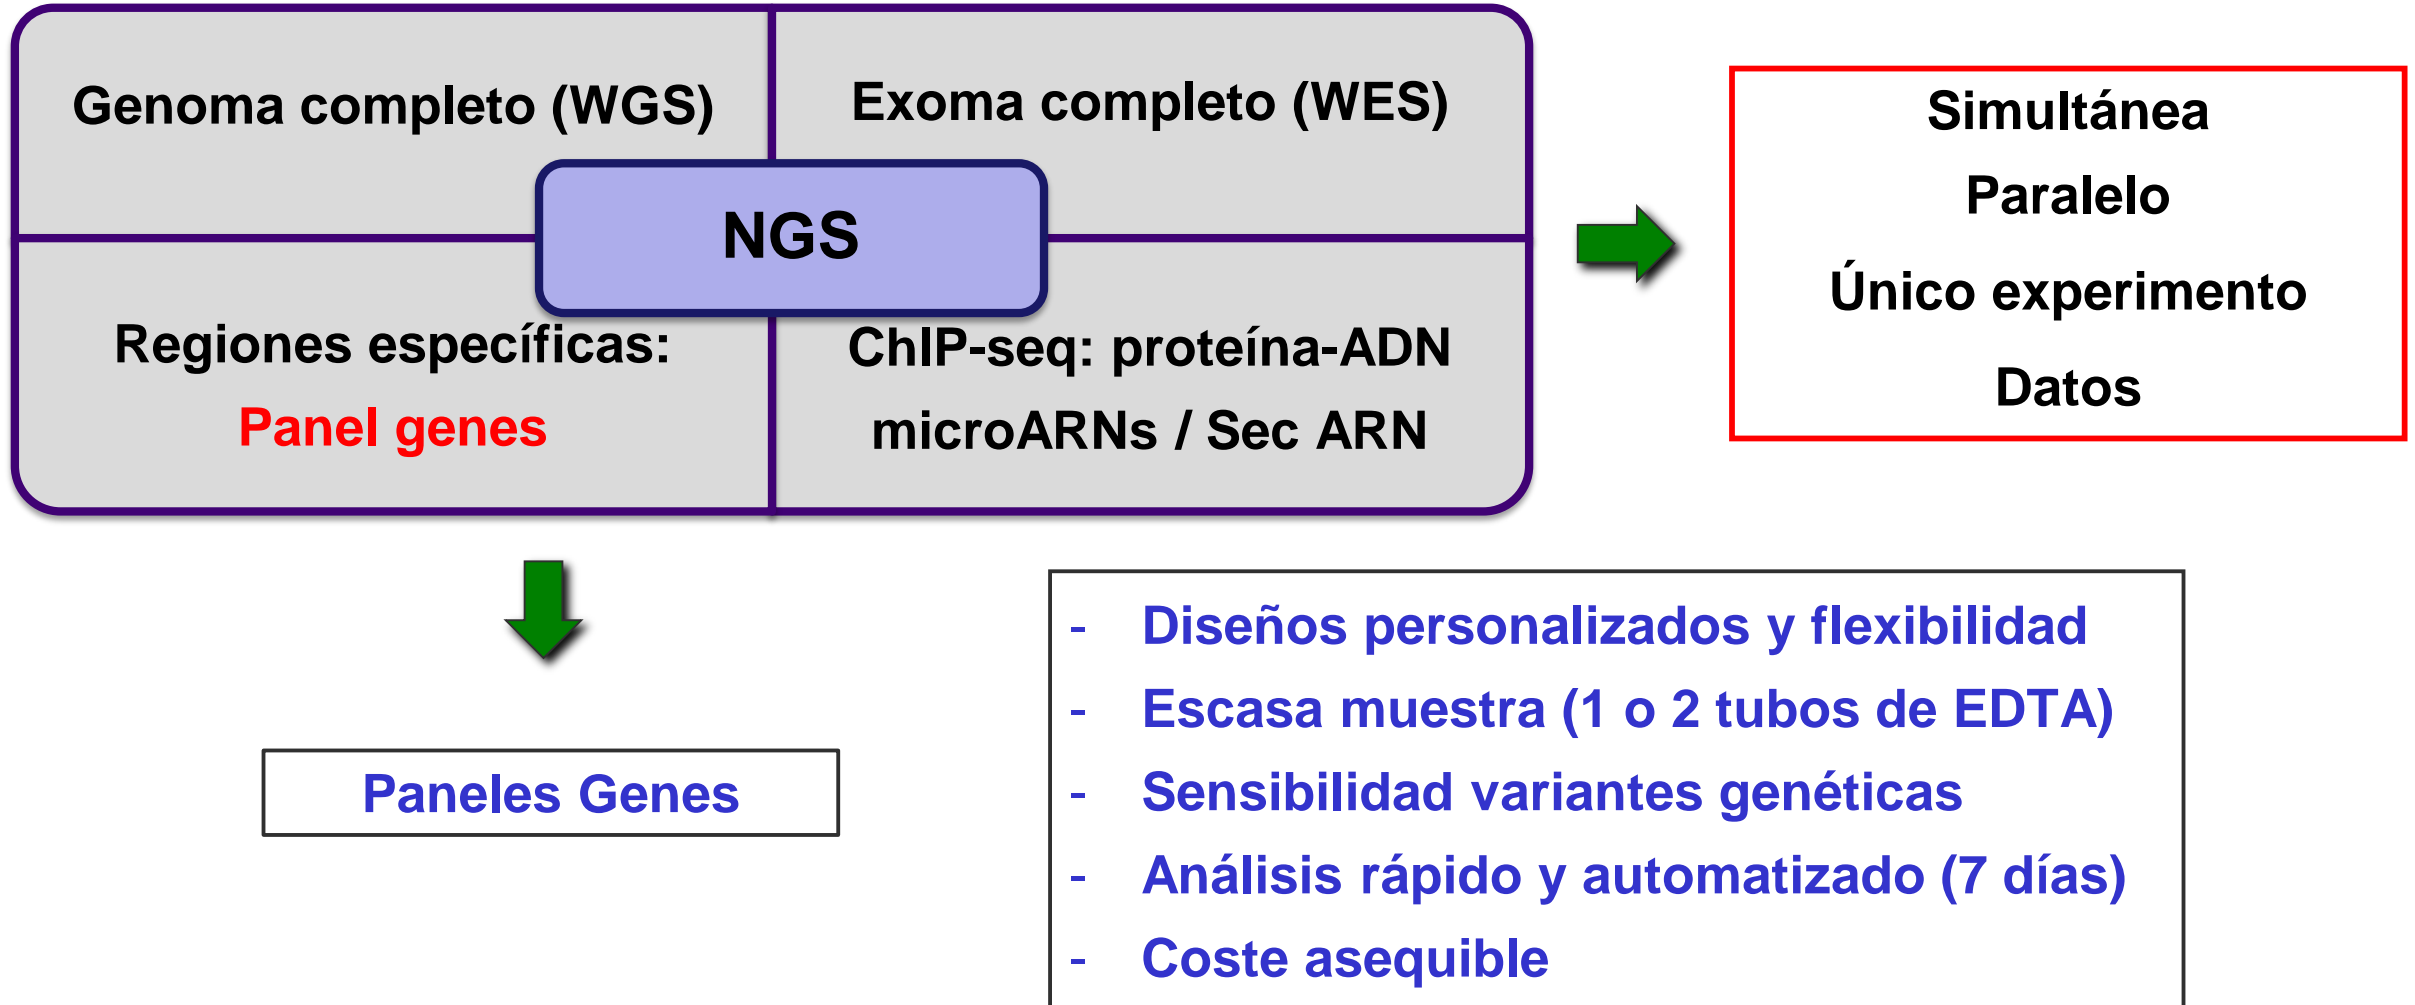 Genoma completo (WGS)
Exoma completo (WES)
NGS
Regiones específicas:
Panel genes
ChIP-seq: proteína-ADN
microARNs / Sec ARN
Simultánea
Paralelo
Único experimento
Datos
Paneles Genes
- Diseños personalizados y flexibilidad
- Escasa muestra (1 o 2 tubos de EDTA)
- Sensibilidad variantes genéticas
- Análisis rápido y automatizado (7 días)
- Coste asequible